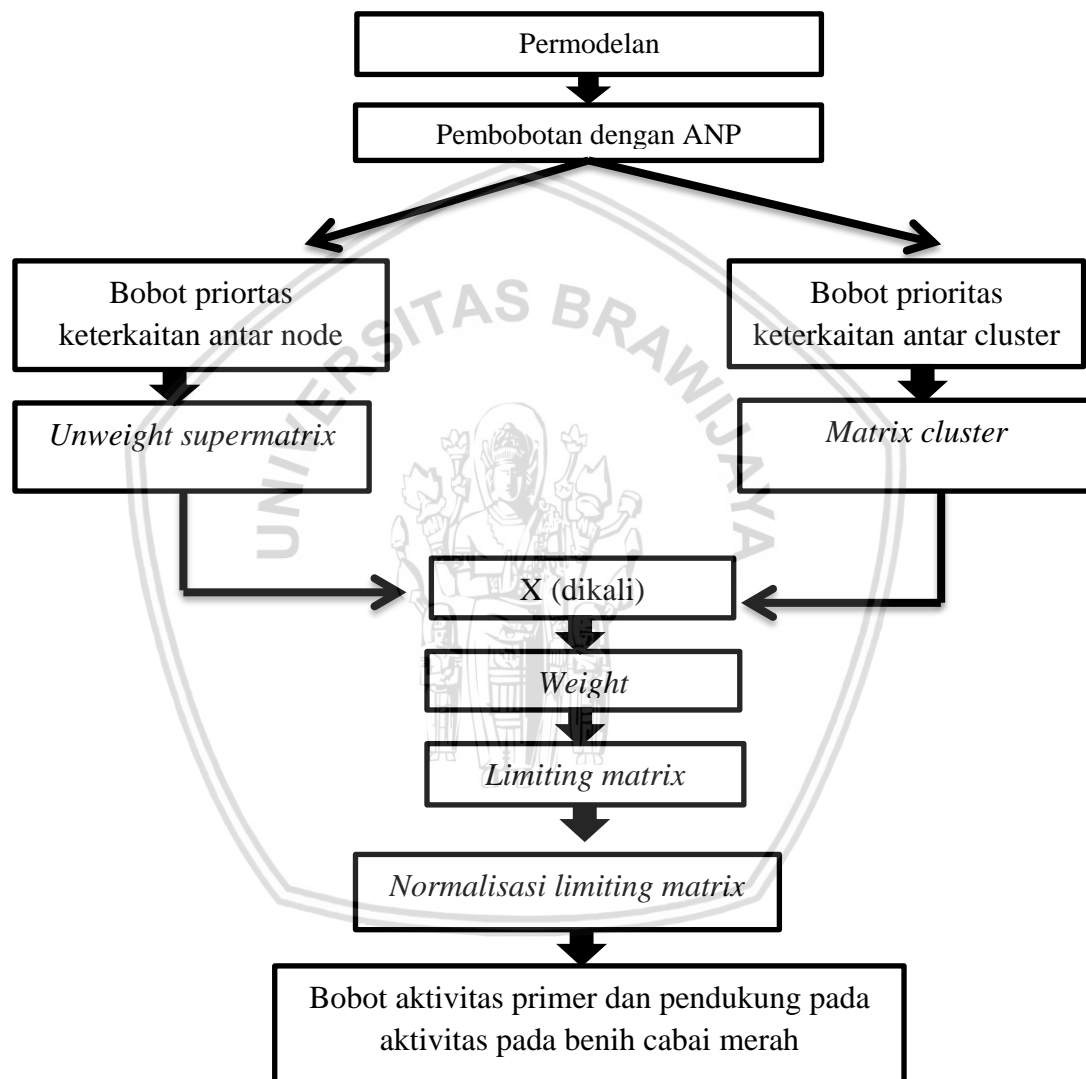 Permodelan
Pembobotan dengan ANP
Bobot priortas
keterkaitan antar node
Bobot prioritas
keterkaitan antar cluster
Unweight supermatrix
Matrix cluster
UNIVERSITAS BRAWIJAYA
X (dikali)
Weight
Limiting matrix
Normalisasi limiting matrix
Bobot aktivitas primer dan pendukung pada
aktivitas pada benih cabai merah